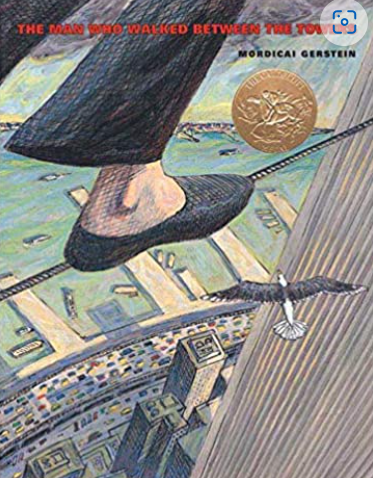 THE MAN WHO WALKED BETWEEN THE
MORDICAI GERSTEIN